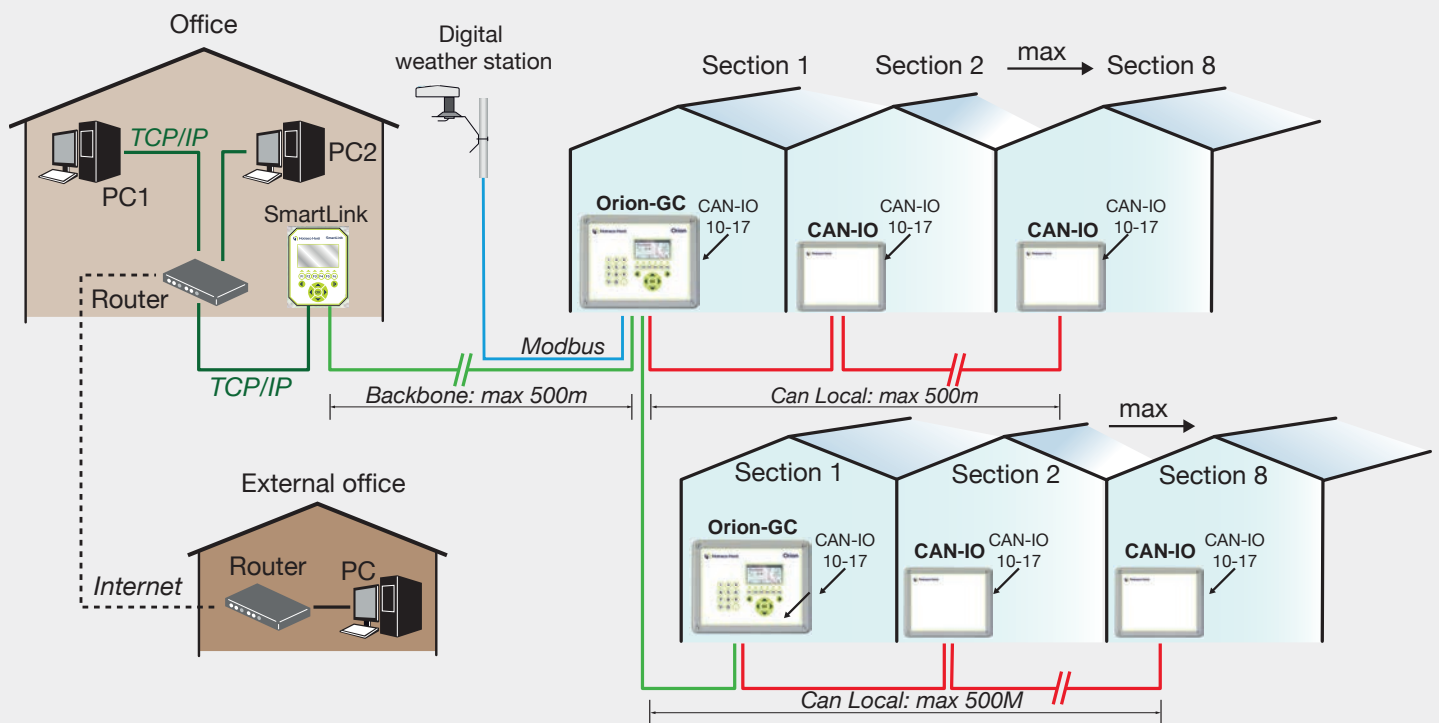 Office
Digital
weather station
Section 1
Section 2
max
Section 8
TCP/IP
PC1
PC2
SmartLink
Router
TCP/IP
Orion-GC
CAN-IO
10-17
CAN-IO
CAN-IO
10-17
CAN-IO
CAN-IO
10-17
Modbus
Backbone: max 500m
Can Local: max 500m
max
Section 1
Section 2
Section 8
Orion-GC
CAN-IO
10-17
CAN-IO
CAN-IO
10-17
CAN-IO
CAN-IO
10-17
Can Local: max 500M
External office
Router
PC
Internet
Orion
Orion